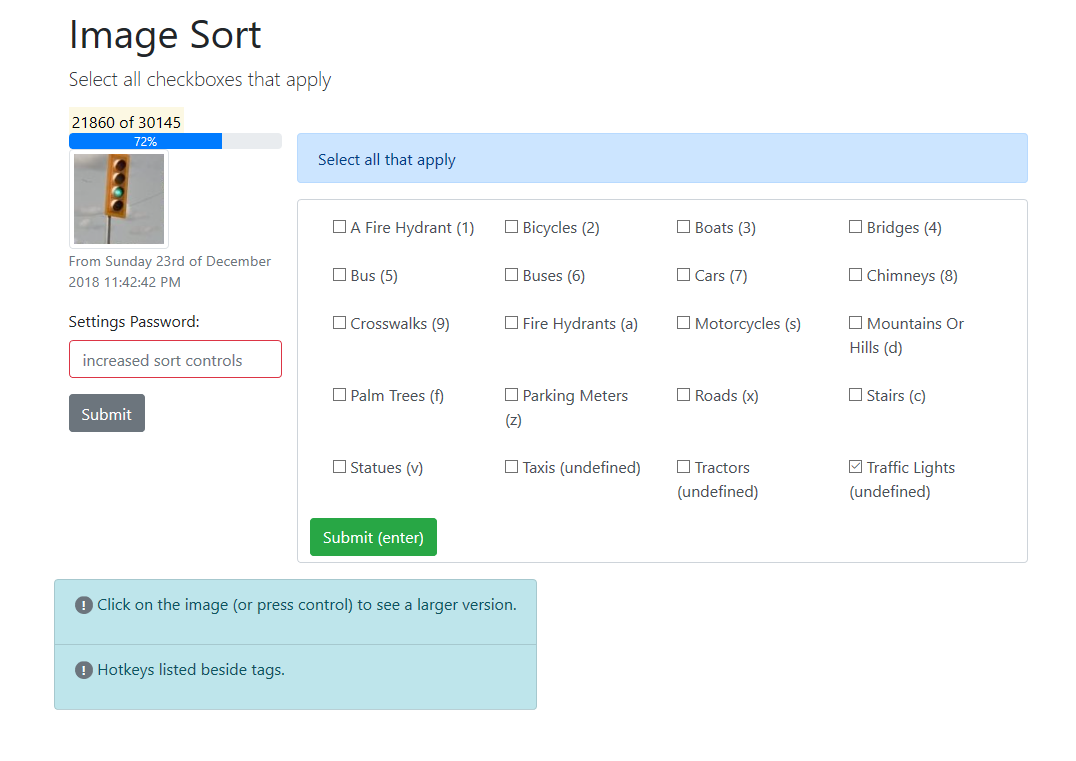 Image Sort
Select all checkboxes that apply
21860 of 30145
72%
From Sunday 23rd of December
2018 11:42:42 PM
Settings Password:
increased sort controls
Submit
Select all that apply
A Fire Hydrant (1)
Bicycles (2)
Boats (3)
Bridges (4)
Bus (5)
Buses (6)
Cars (7)
Chimneys (8)
Crosswalks (9)
Fire Hydrants (a)
Motorcycles (s)
Mountains Or
Hills (d)
Palm Trees (f)
Parking Meters
(z)
Roads (x)
Stairs (c)
Statues (v)
Taxis (undefined)
Tractors
(undefined)
Traffic Lights
(undefined)
Submit (enter)
Click on the image (or press control) to see a larger version.
Hotkeys listed beside tags.